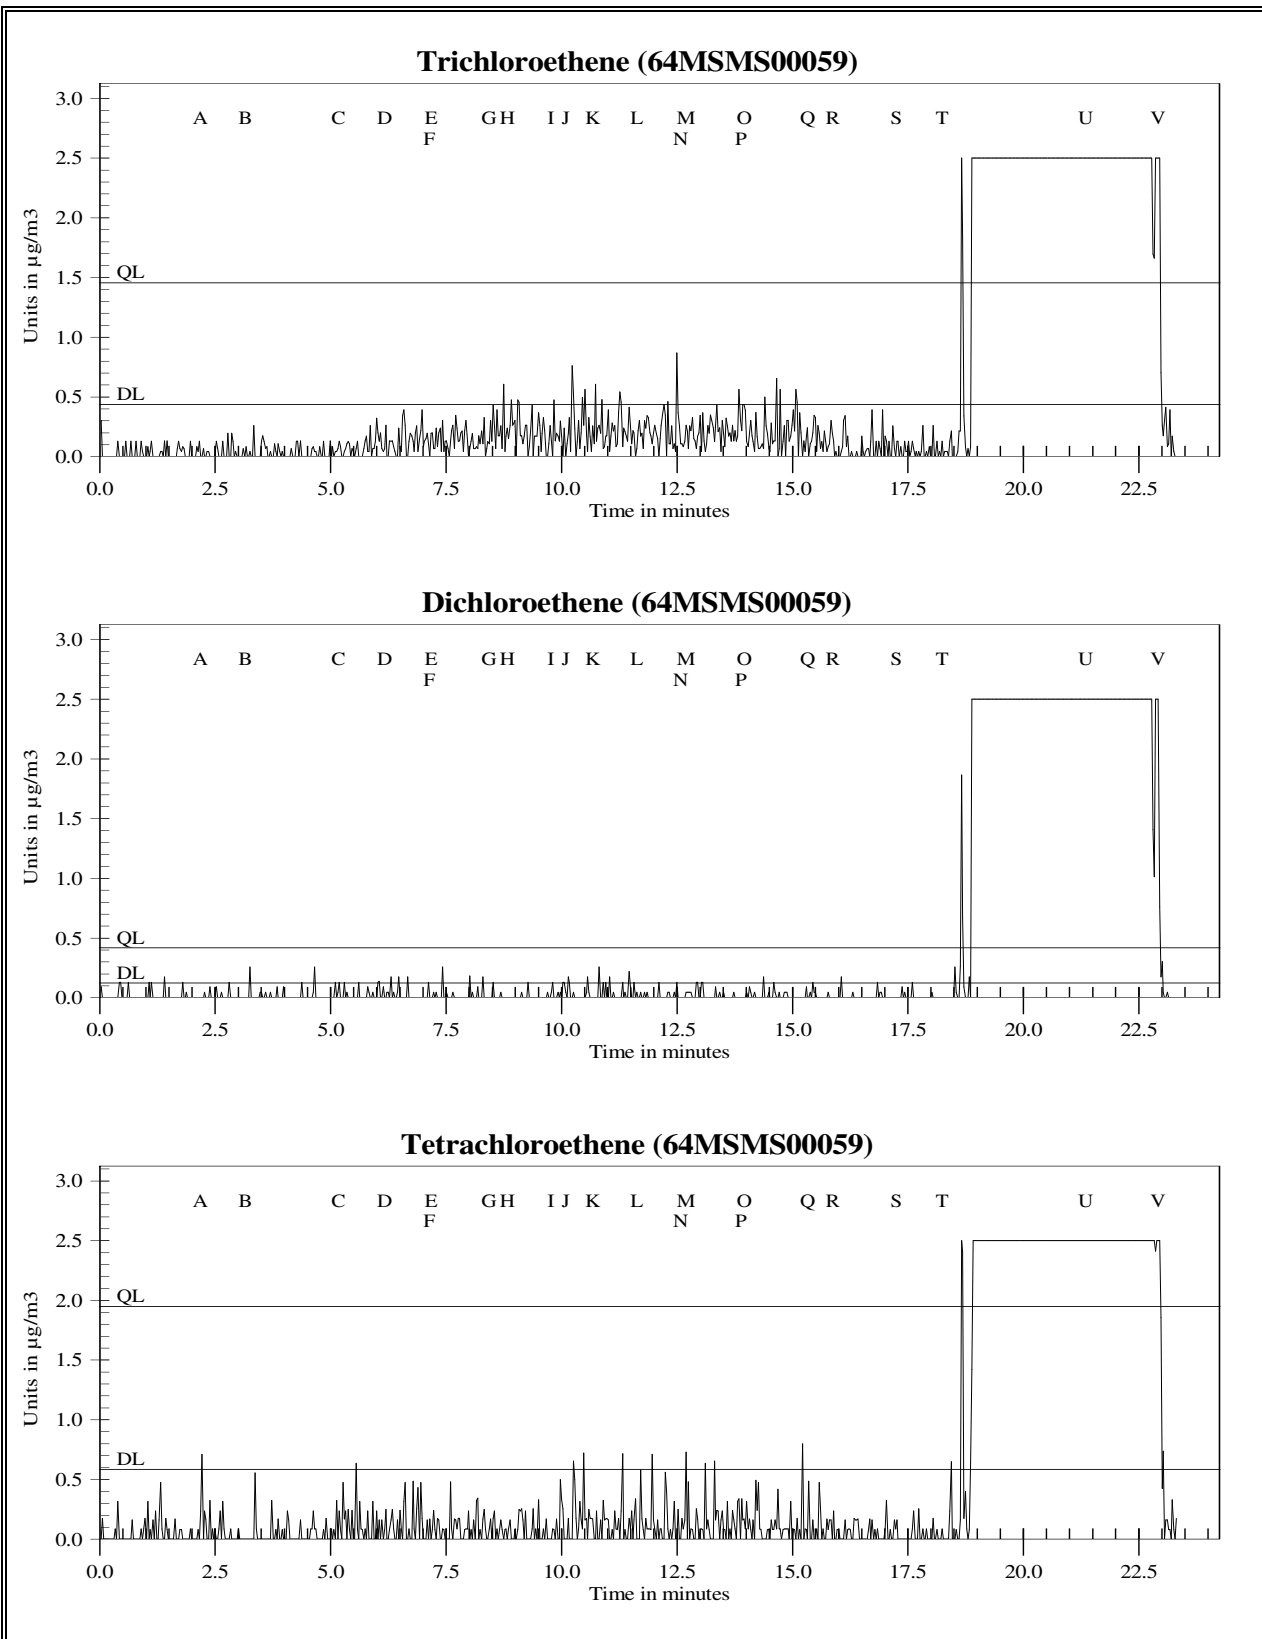 Trichloroethene (64MSMS00059)
3.0
A B C D E G H I J K L M O Q R S T U V
F N P
2.5
2.0
QL
1.5
1.0
DL
0.5
0.0
Units in µg/m3
0.0 2.5 5.0 7.5 10.0 12.5 15.0 17.5 20.0 22.5
Time in minutes
Dichloroethene (64MSMS00059)
3.0
A B C D E G H I J K L M O Q R S T U V
F N P
2.5
2.0
1.5
1.0
QL
0.5
DL
0.0
Units in µg/m3
0.0 2.5 5.0 7.5 10.0 12.5 15.0 17.5 20.0 22.5
Time in minutes
Tetrachloroethene (64MSMS00059)
3.0
A B C D E G H I J K L M O Q R S T U V
F N P
2.5
QL
2.0
1.5
1.0
DL
0.5
0.0
Units in µg/m3
0.0 2.5 5.0 7.5 10.0 12.5 15.0 17.5 20.0 22.5
Time in minutes